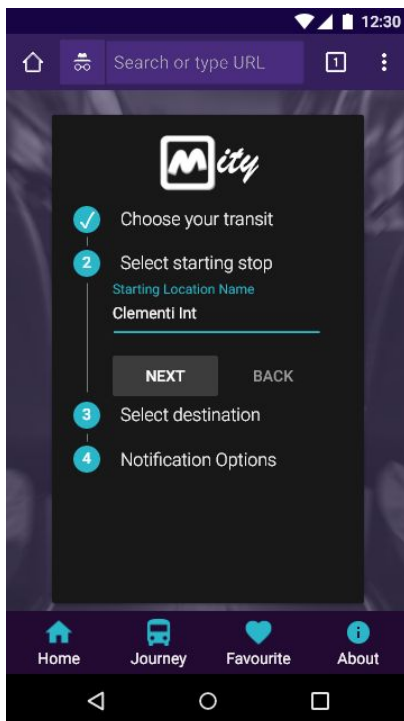 12:30
Search or type URL
1
Mity
Choose your transit
2 Select starting stop
Starting Location Name
Clementi Int
NEXT BACK
3 Select destination
4 Notification Options
Home Journey Favourite About